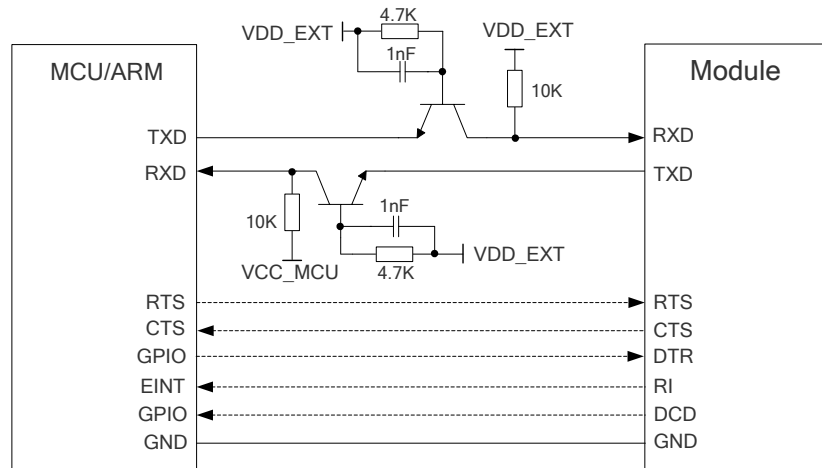 MCU/ARM
Module
VDD_EXT
4.7K
1nF
VDD_EXT
10K
TXD
RXD
RXD
TXD
10K
VCC_MCU
1nF
4.7K
VDD_EXT
RTS
RTS
CTS
CTS
GPIO
DTR
EINT
RI
GPIO
DCD
GND
GND